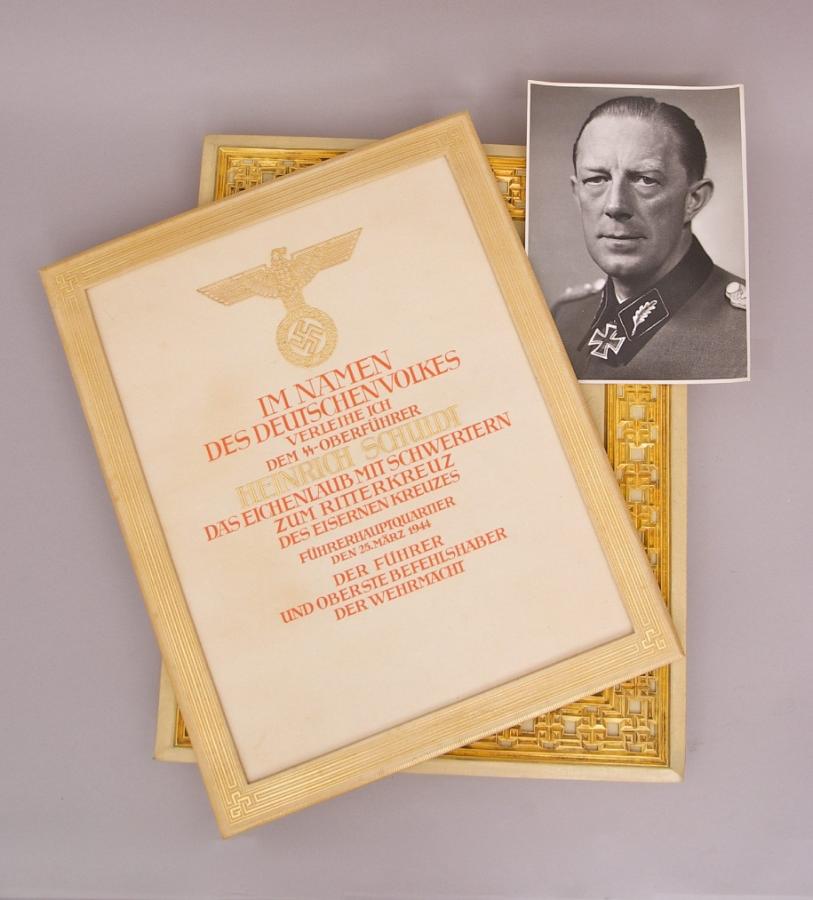 IM NAMEN
DES DEUTSCHEN VOLKES
VERLEIHE ICH
DEM ᛋᛋ-OBERFÜHRER
HEINRICH SCHULDT
DAS EICHENLAUB MIT SCHWERTERN
ZUM RITTERKREUZ
DES EISERNEN KREUZES
FÜHRERHAUPTQUARTIER
DEN 25. MÄRZ 1944
DER FÜHRER
UND OBERSTE BEFEHLSHABER
DER WEHRMACHT